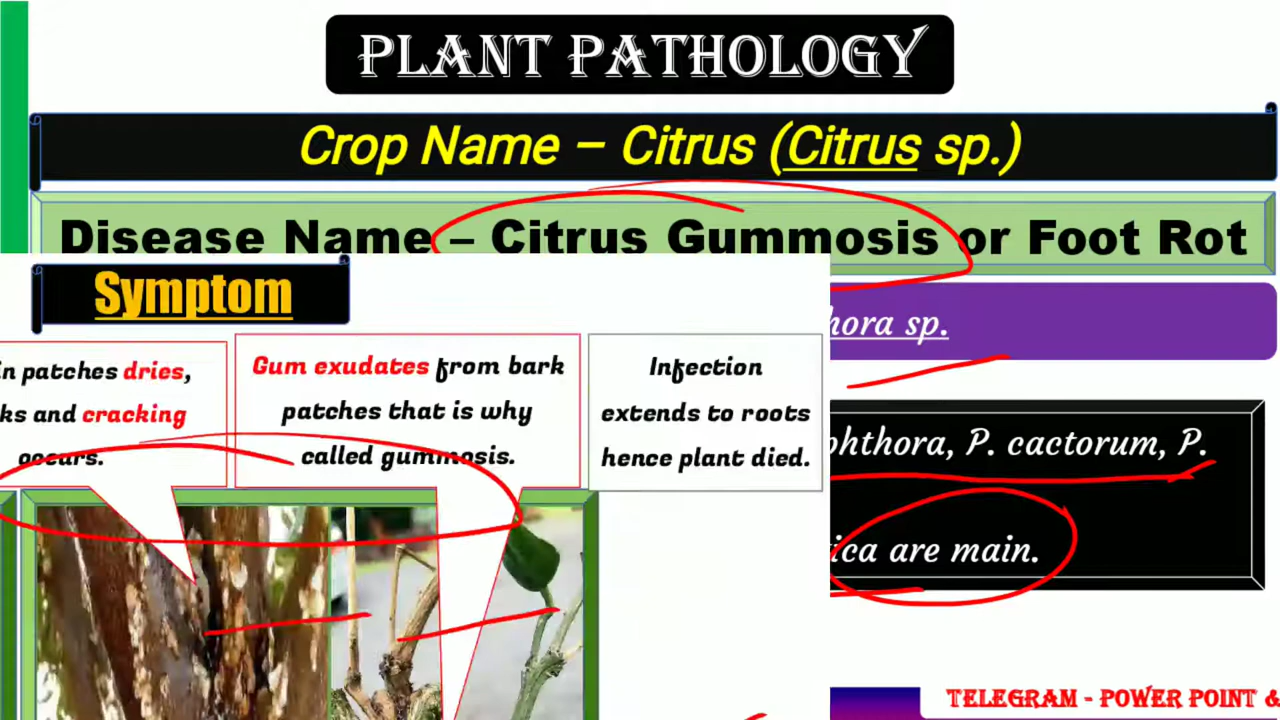 PLANT PATHOLOGY
Crop Name – Citrus (Citrus sp.)
Disease Name – Citrus Gummosis or Foot Rot
hora sp.
Symptom
in patches dries,
ks and cracking
occurs.
Gum exudates from bark
patches that is why
called gummosis.
Infection
extends to roots
hence plant died.
phthora, P. cactorum, P.
ica are main.
TELEGRAM - POWER POINT &